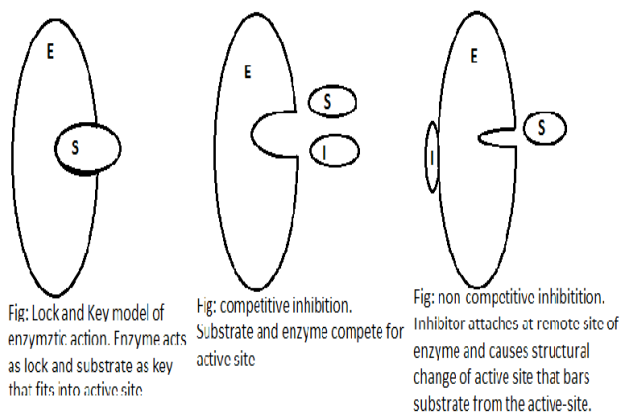 E
S
E
S
I
E
S
I
Fig: Lock and Key model of
enzymztic action. Enzyme acts
as lock and substrate as key
that fits into active site
Fig: competitive inhibition.
Substrate and enzyme compete for
active site
Fig: non competitive inhibitition.
Inhibitor attaches at remote site of
enzyme and causes structural
change of active site that bars
substrate from the active-site.